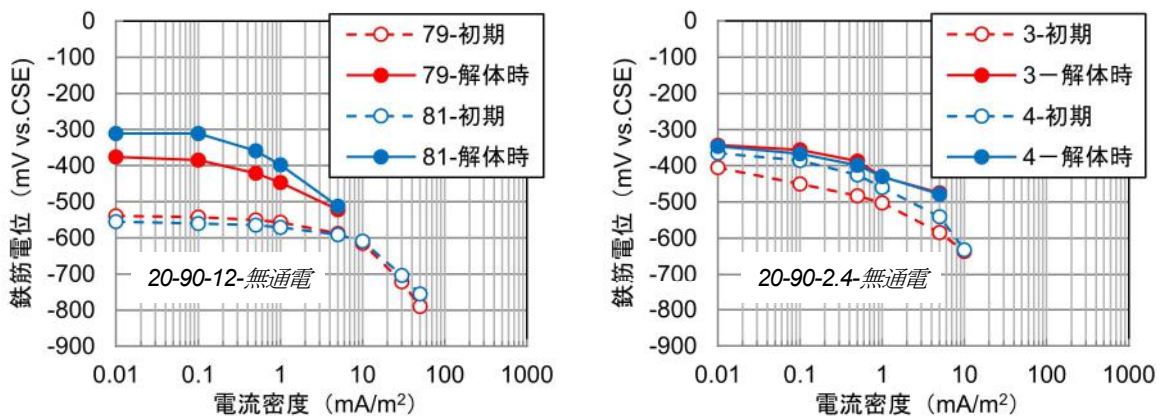 0
-100
-200
-300
-400
-500
-600
-700
-800
-900
鉄筋電位（mV vs.CSE）
79-初期
79-解体時
81-初期
81-解体時
20-90-12-無通電
0.01 0.1 1 10 100 1000
電流密度（mA/m²）
0
-100
-200
-300
-400
-500
-600
-700
-800
-900
鉄筋電位（mV vs.CSE）
3-初期
3－解体時
4-初期
4－解体時
20-90-2.4-無通電
0.01 0.1 1 10 100 1000
電流密度（mA/m²）